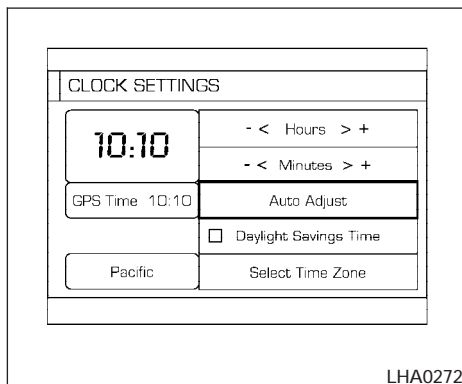 CLOCK SETTINGS
10:10
- < Hours > +
- < Minutes > +
GPS Time 10:10
Auto Adjust
Daylight Savings Time
Pacific
Select Time Zone
LHA0272